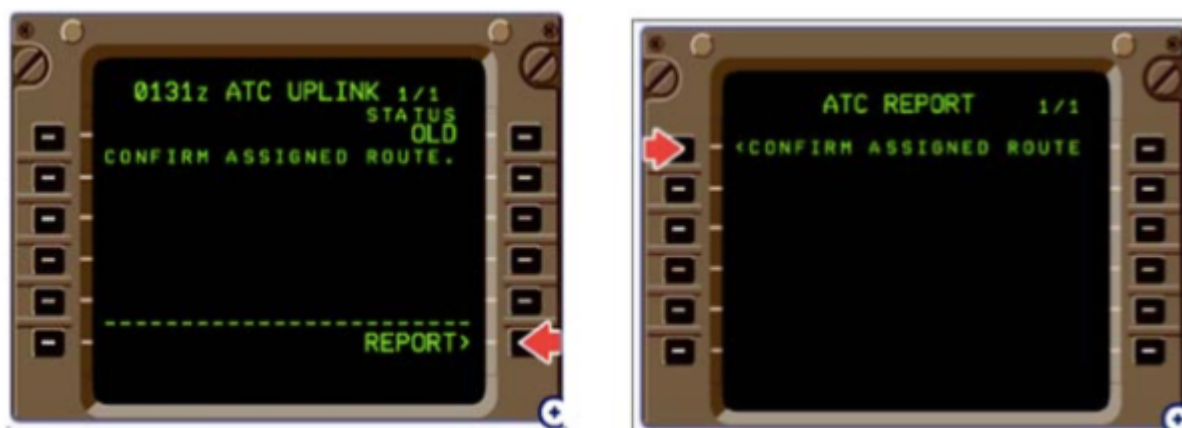 0131z ATC UPLINK 1/1
STATUS
OLD
CONFIRM ASSIGNED ROUTE.
------------------------
REPORT>
ATC REPORT 1/1
<CONFIRM ASSIGNED ROUTE